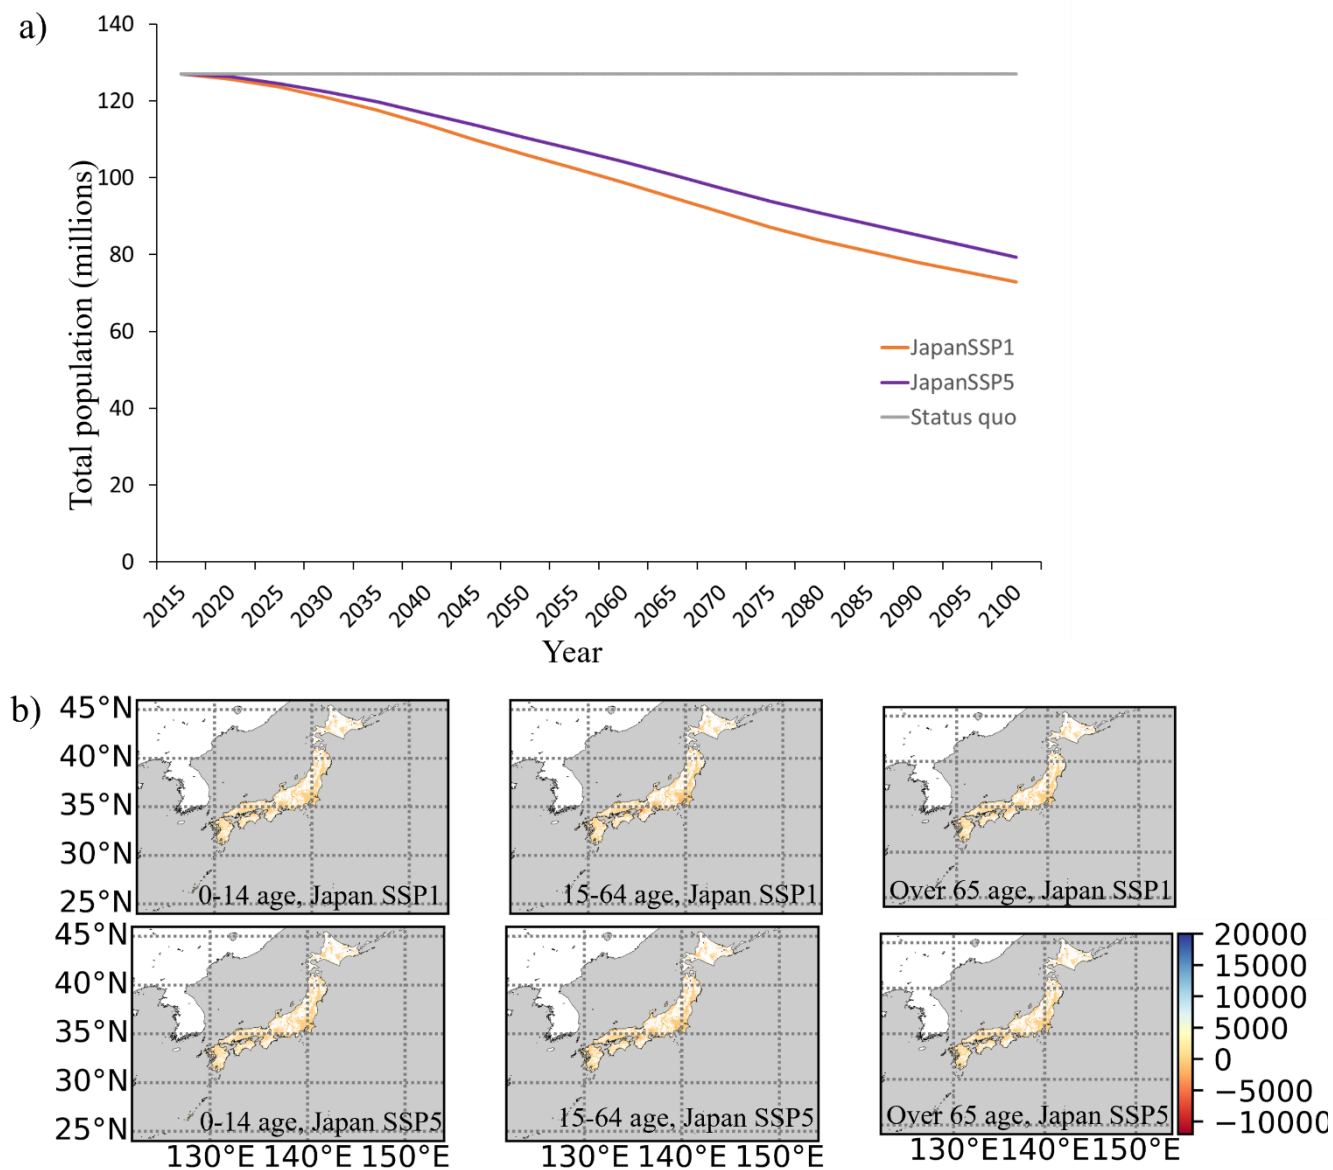 a)
140
120
100
80
60
40
20
0
Total population (millions)
JapanSSP1
JapanSSP5
Status quo
2015 2020 2025 2030 2035 2040 2045 2050 2055 2060 2065 2070 2075 2080 2085 2090 2095 2100
Year
b)
45°N
40°N
35°N
30°N
25°N
0-14 age, Japan SSP1
15-64 age, Japan SSP1
Over 65 age, Japan SSP1
45°N
40°N
35°N
30°N
25°N
0-14 age, Japan SSP5
15-64 age, Japan SSP5
Over 65 age, Japan SSP5
20000
15000
10000
5000
0
−5000
−10000
130°E 140°E 150°E
130°E 140°E 150°E
130°E 140°E 150°E